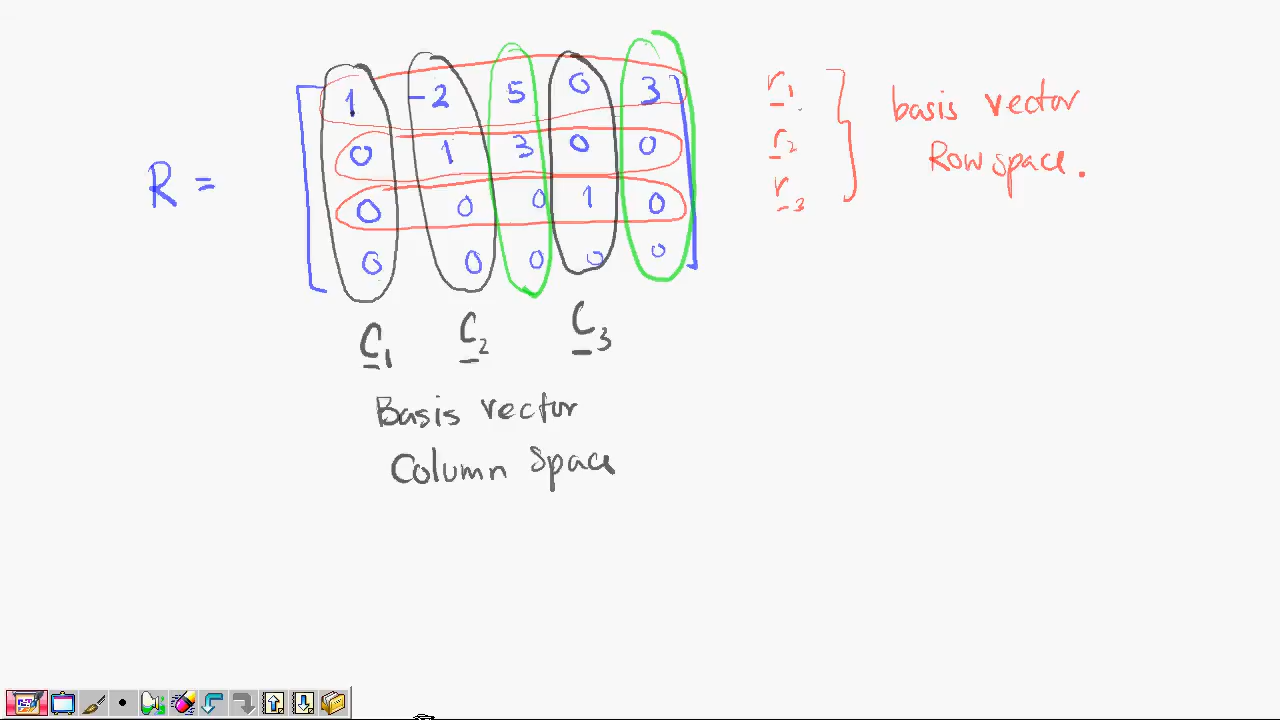 1 -2 5 0 3
0 1 3 0 0
R =
0 0 0 1 0
0 0 0 0 0
r1
r2
r3
basis vector
Row space.
C1 C2 C3
Basis vector
Column Space